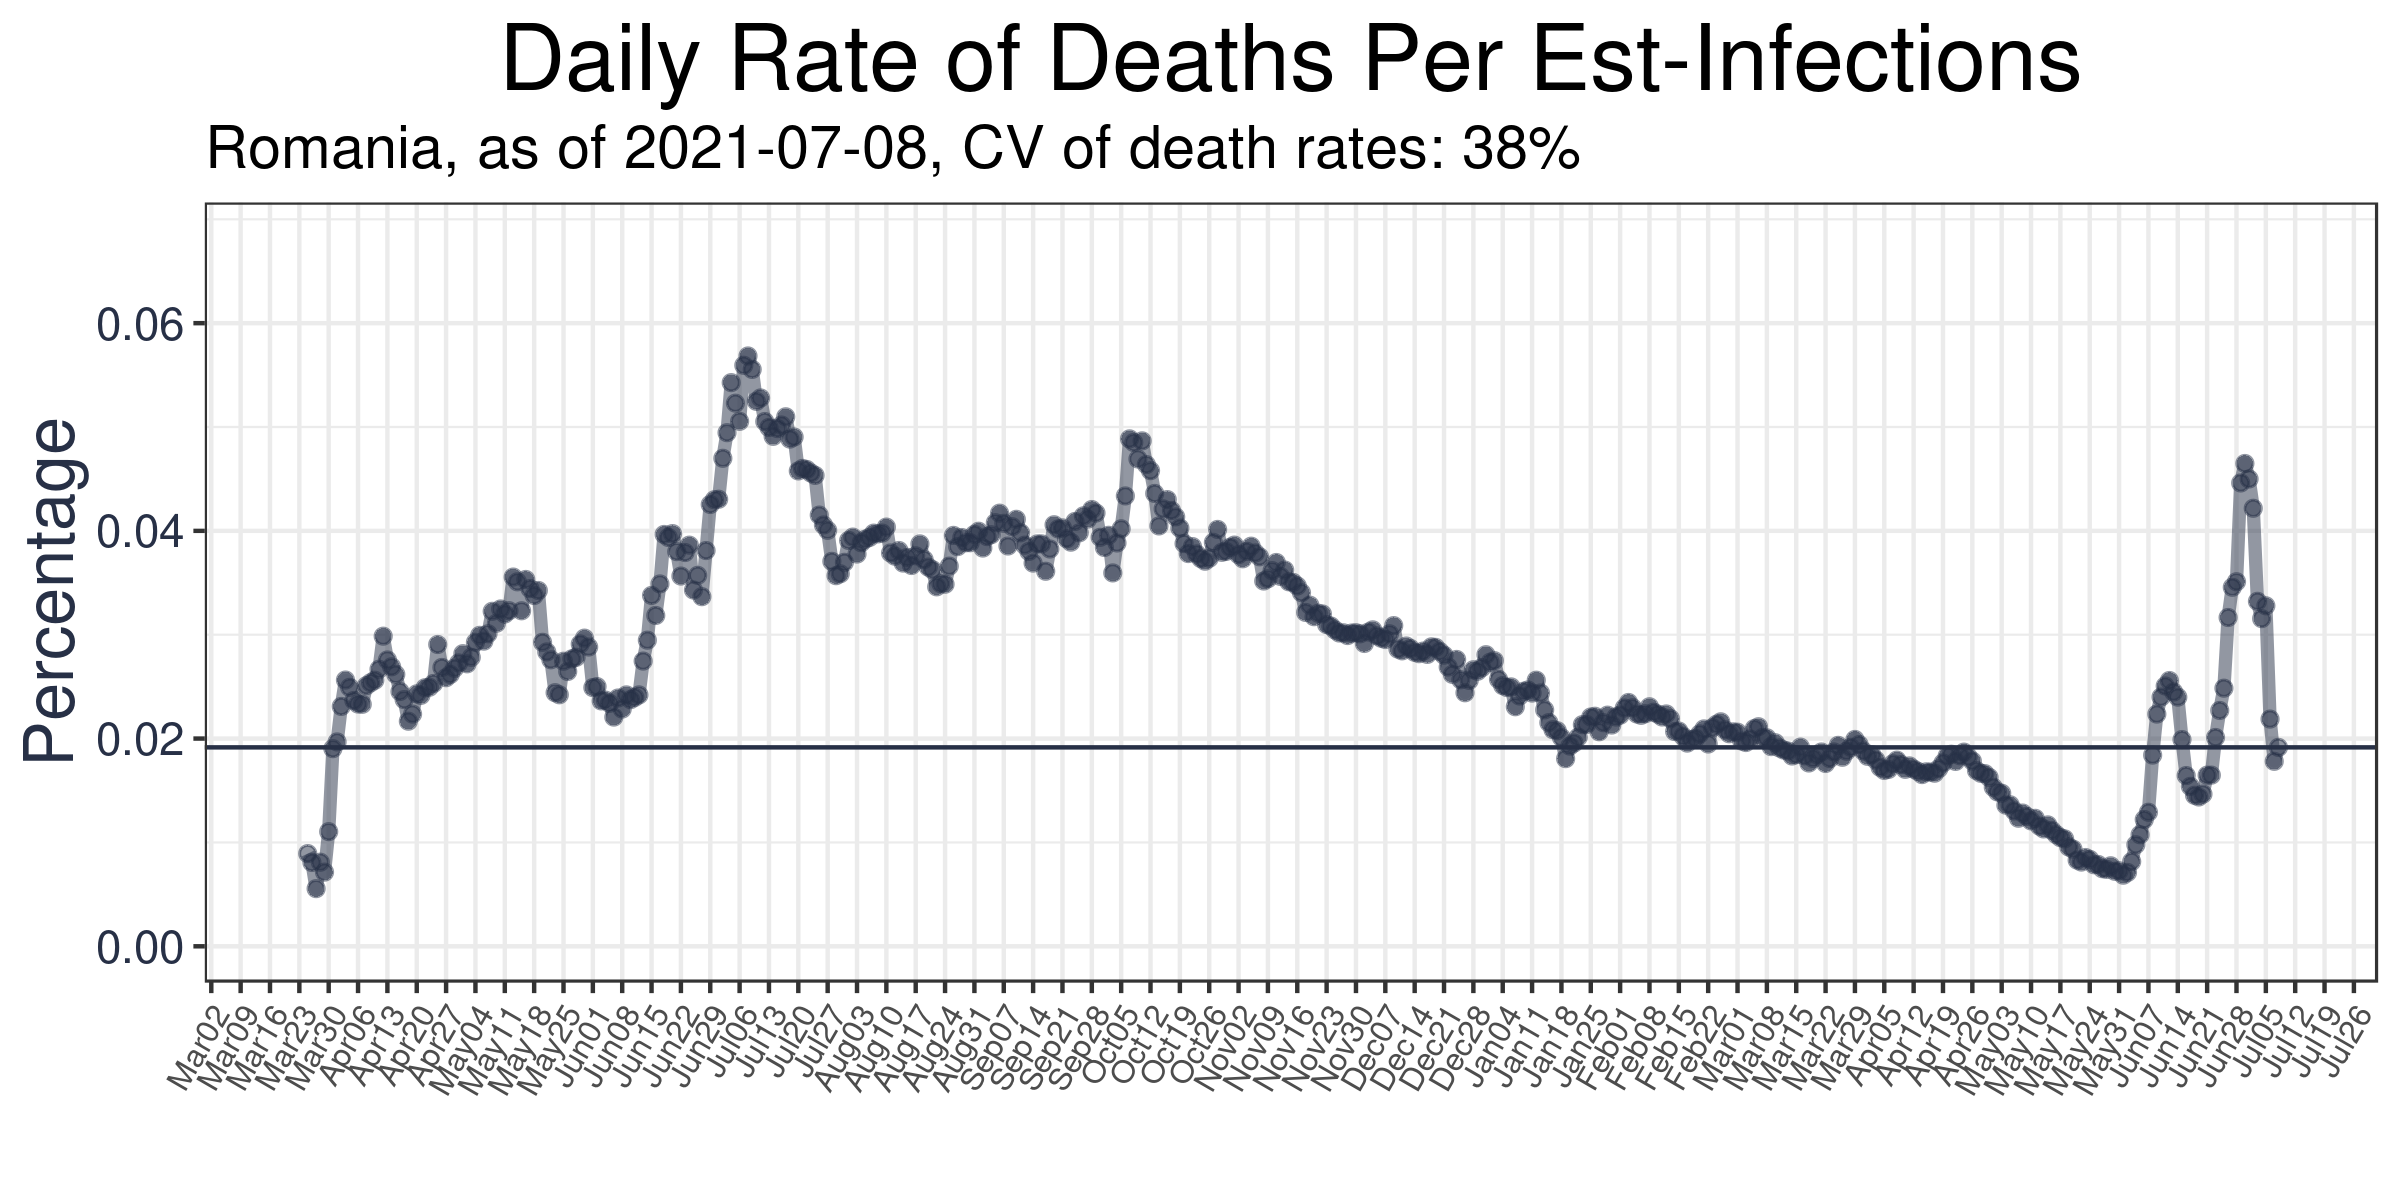 Daily Rate of Deaths Per Est-Infections
Romania, as of 2021-07-08, CV of death rates: 38%
Percentage
0.06
0.04
0.02
0.00
Mar02
Mar09
Mar16
Mar23
Mar30
Apr06
Apr13
Apr20
Apr27
May04
May11
May18
May25
Jun01
Jun08
Jun15
Jun22
Jun29
Jul06
Jul13
Jul20
Jul27
Aug03
Aug10
Aug17
Aug24
Aug31
Sep07
Sep14
Sep21
Sep28
Oct05
Oct12
Oct19
Oct26
Nov02
Nov09
Nov16
Nov23
Nov30
Dec07
Dec14
Dec21
Dec28
Jan04
Jan11
Jan18
Jan25
Feb01
Feb08
Feb15
Feb22
Mar01
Mar08
Mar15
Mar22
Mar29
Apr05
Apr12
Apr19
Apr26
May03
May10
May17
May24
May31
Jun07
Jun14
Jun21
Jun28
Jul05
Jul12
Jul19
Jul26